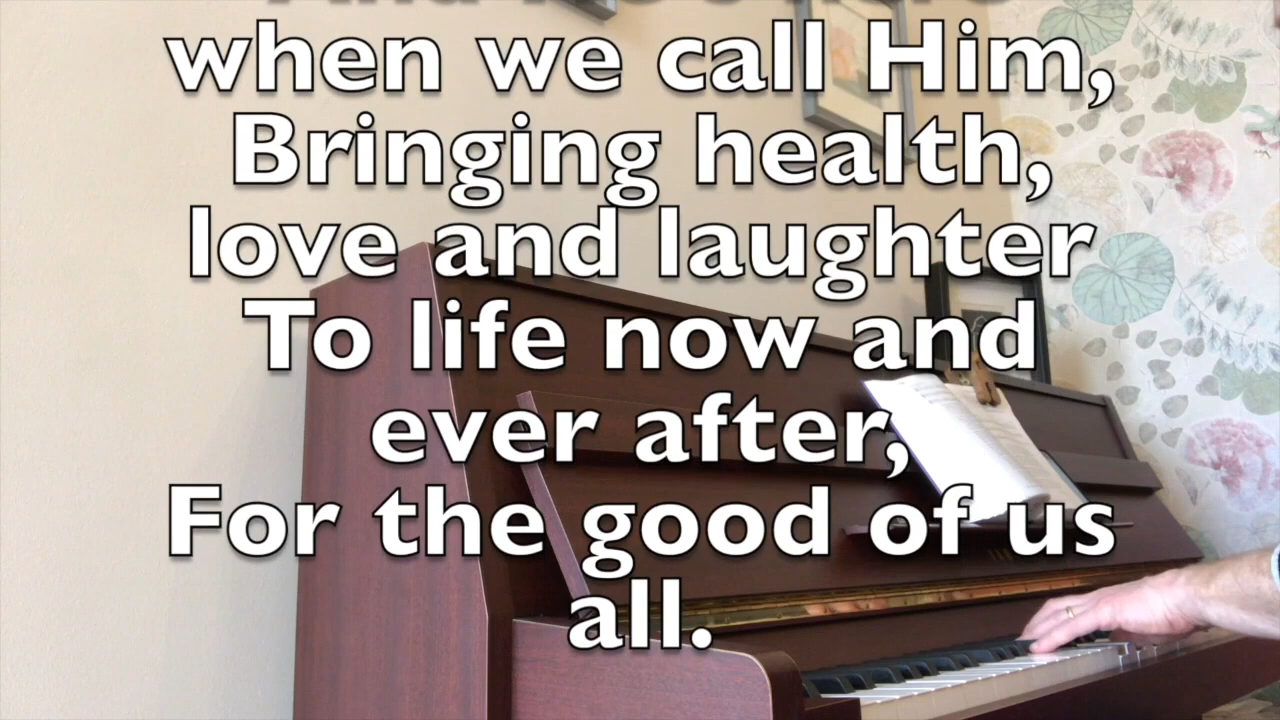 when we call Him,
Bringing health,
love and laughter
To life now and
ever after,
For the good of us
all.